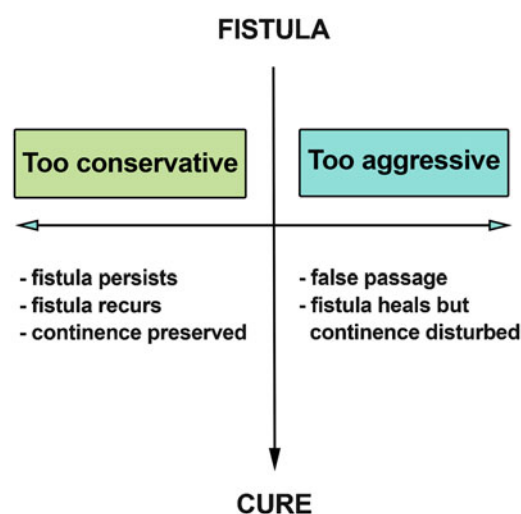 FISTULA
Too conservative
Too aggressive
- fistula persists
- fistula recurs
- continence preserved
- false passage
- fistula heals but
continence disturbed
CURE